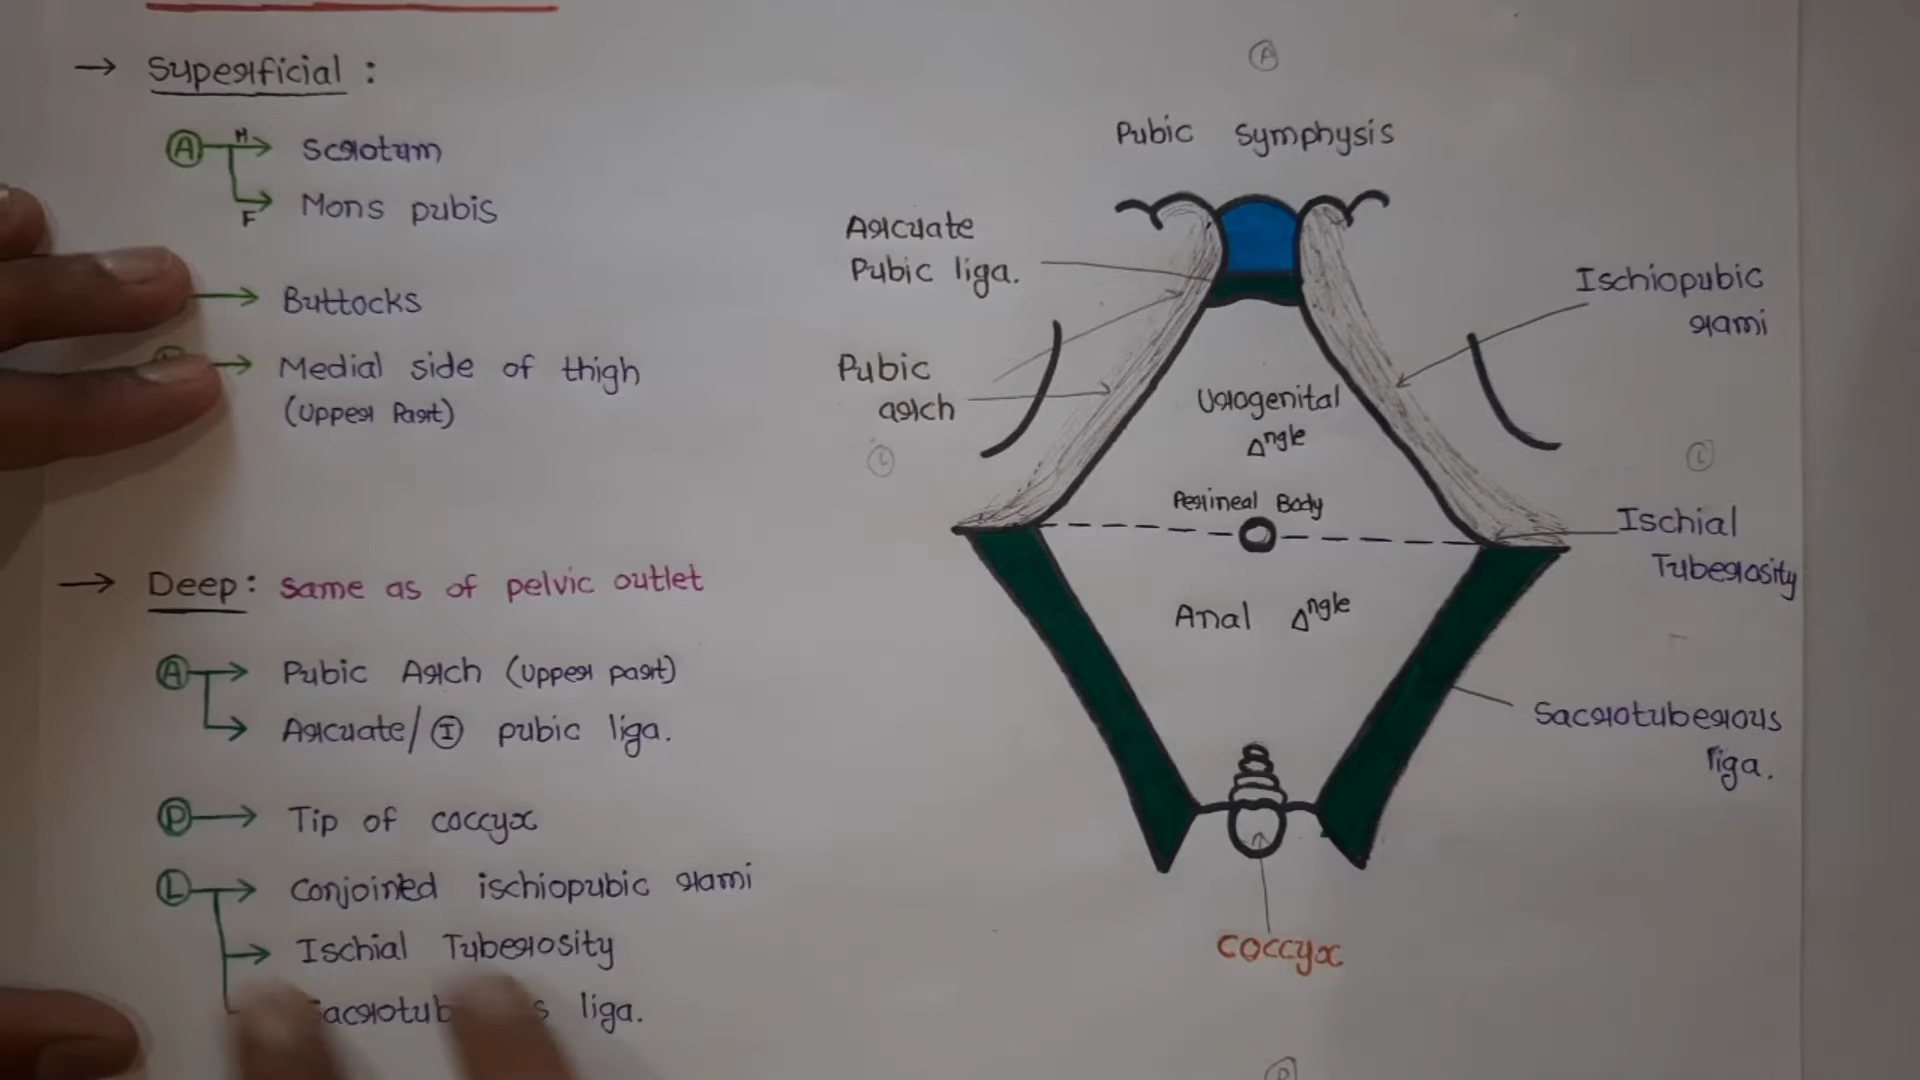 → Superficial :
Ⓐ M→ Scrotum
F→ Mons pubis
→ Buttocks
→ Medial side of thigh
(Upper Part)
→ Deep: same as of pelvic outlet
Ⓐ→ Pubic Arch (Upper part)
→ Arcuate/Ⓘ pubic liga.
Ⓟ→ Tip of coccyx
Ⓛ→ Conjoined ischiopubic rami
→ Ischial Tuberosity
liga.
Ⓐ
Pubic Symphysis
Arcuate
Pubic liga.
Ischiopubic
rami
Pubic
arch
Urogenital
Δngle
Ⓛ
Ⓛ
Perineal Body
Ischial
Tuberosity
Anal Δngle
Sacrotuberous
liga.
Coccyx
Ⓟ